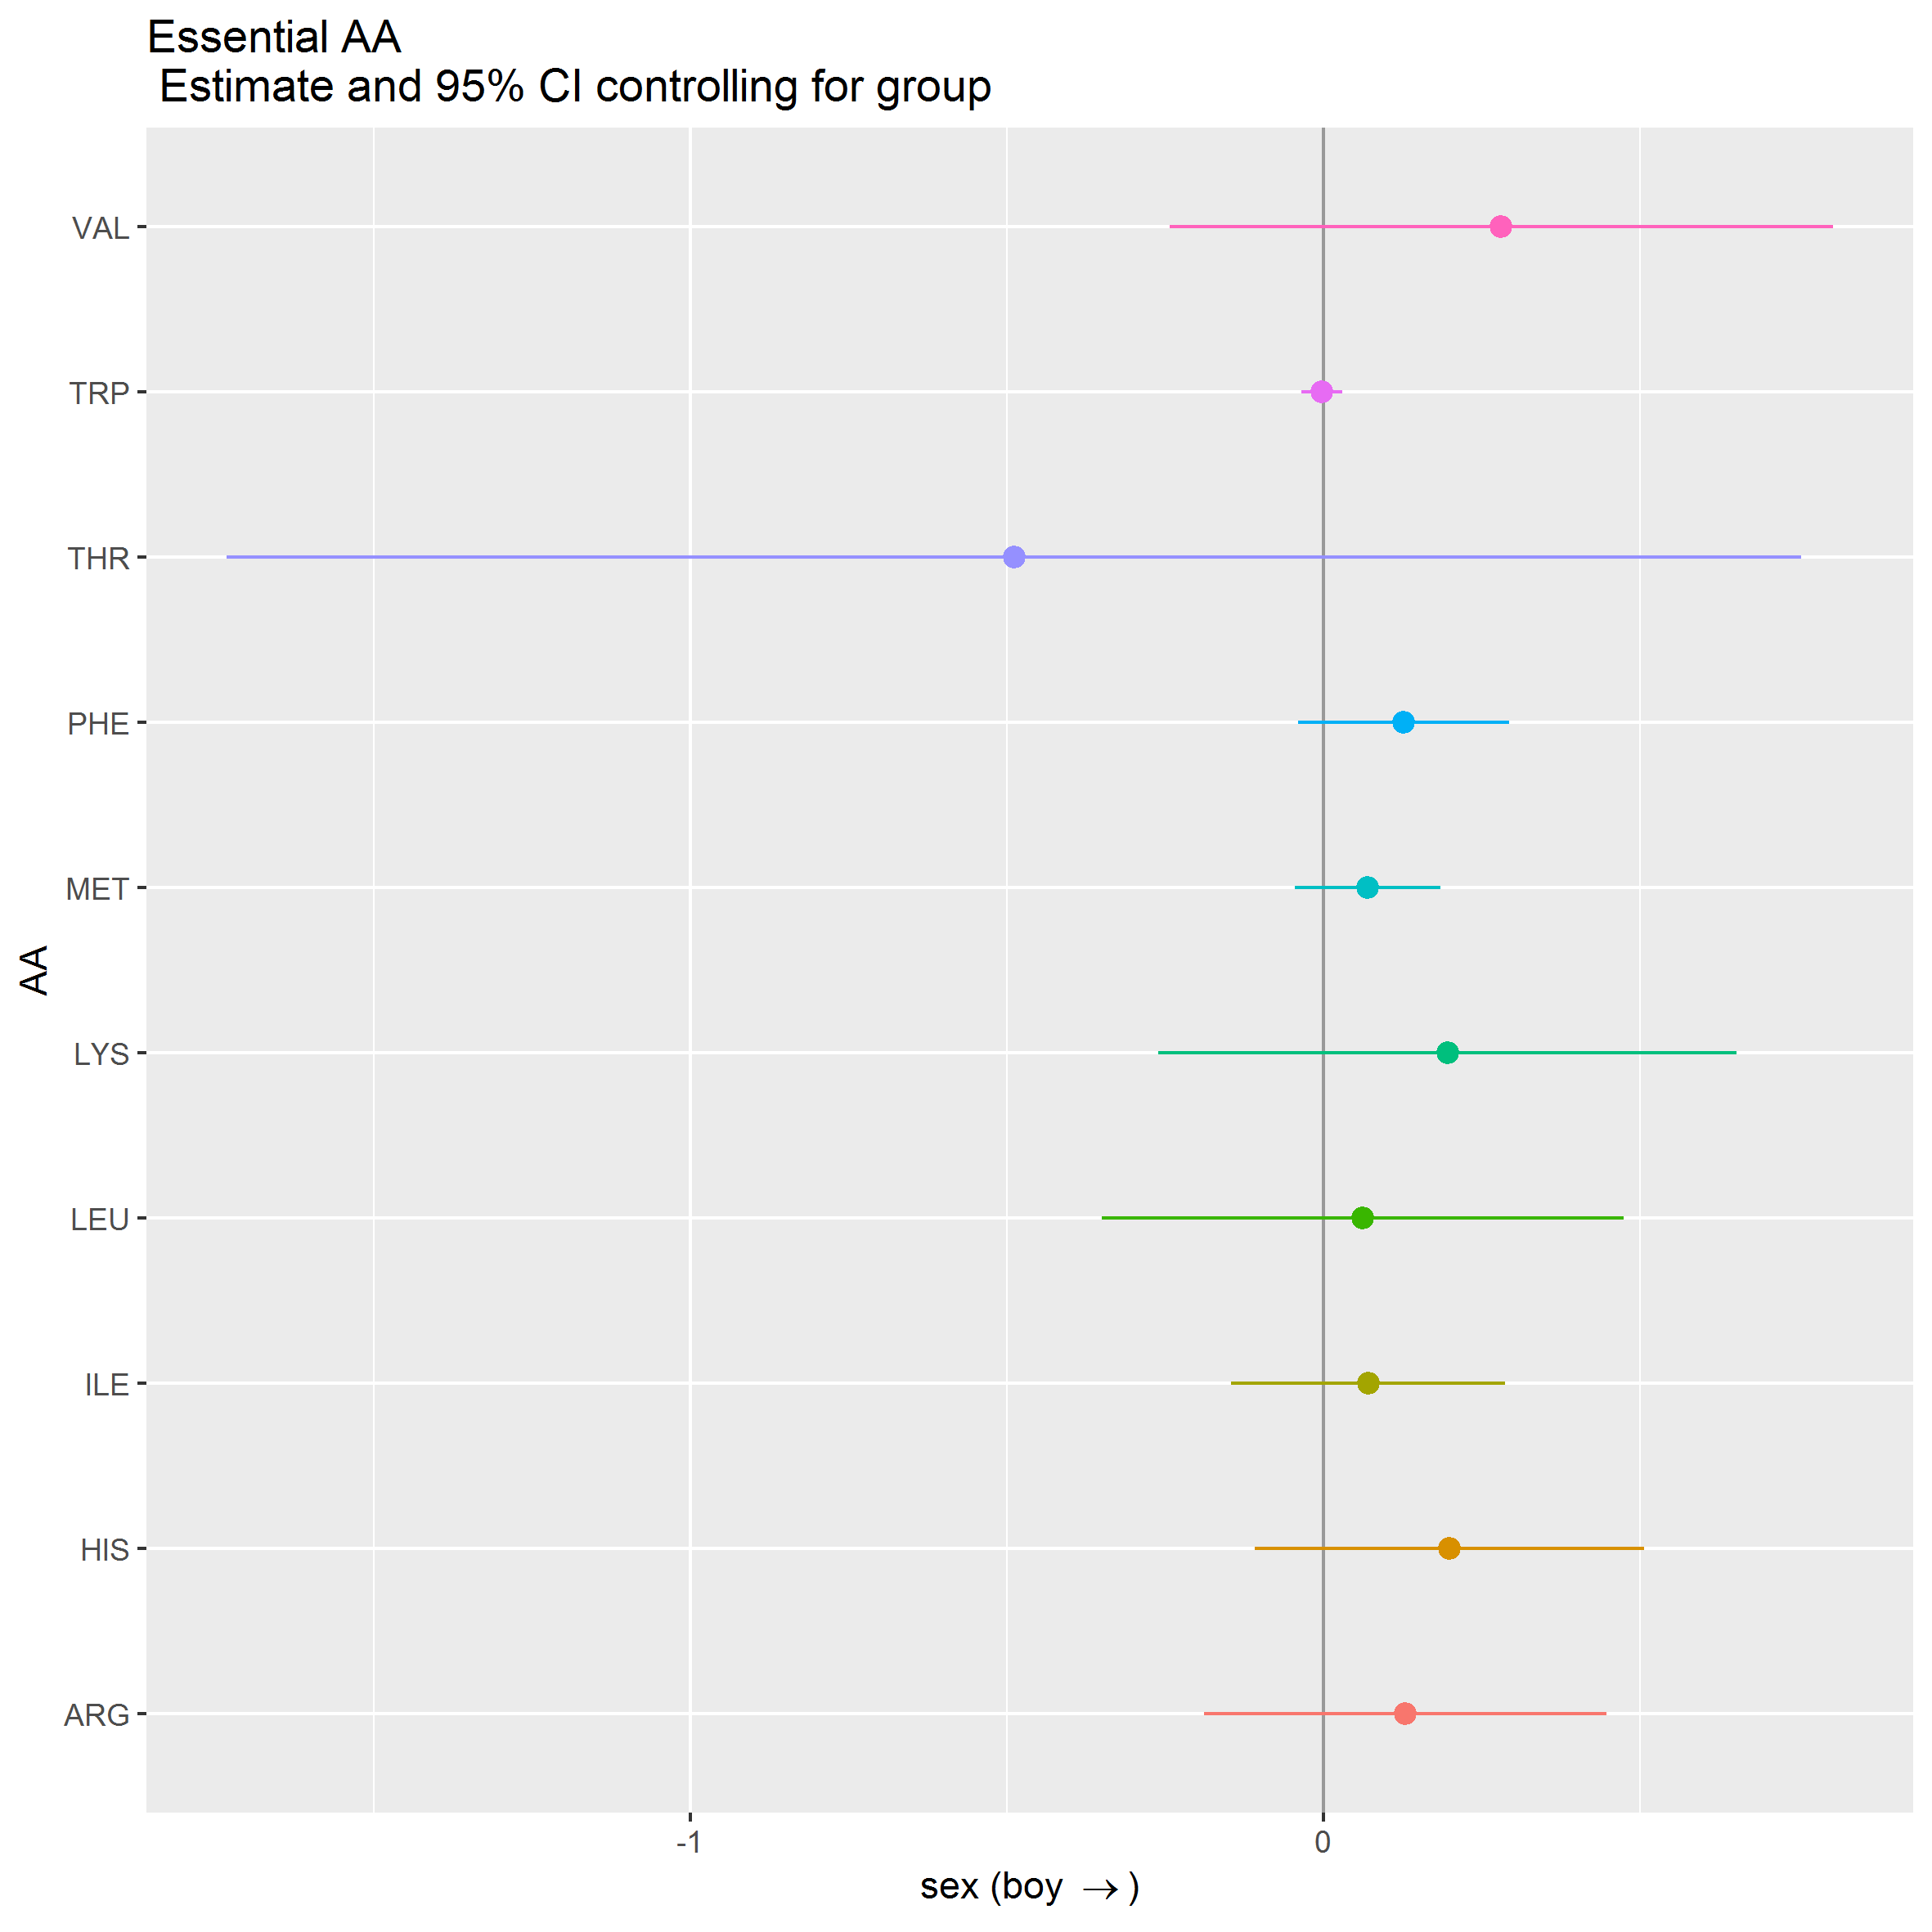 Essential AA
Estimate and 95% CI controlling for group
VAL
TRP
THR
PHE
MET
AA
LYS
LEU
ILE
HIS
ARG
-1
0
sex (boy → )